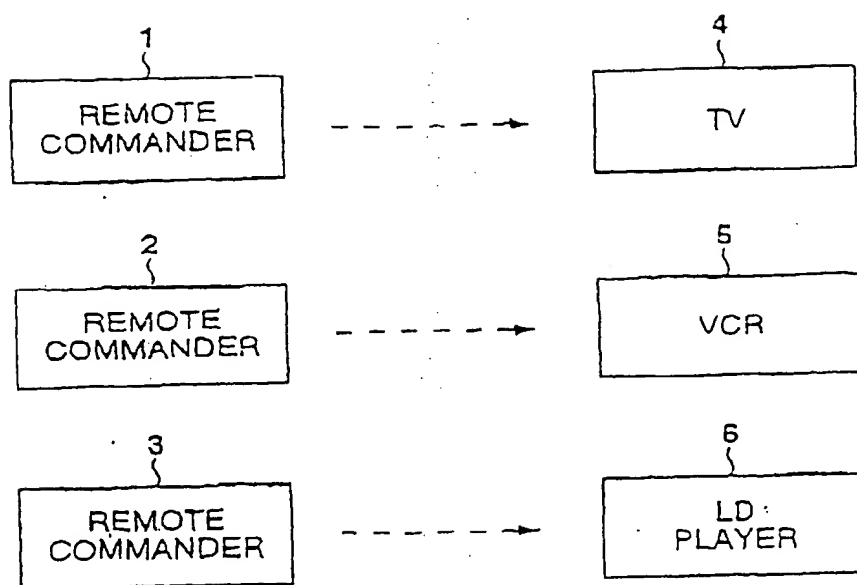 1
4
REMOTE
COMMANDER
TV
2
5
REMOTE
COMMANDER
VCR
3
6
REMOTE
COMMANDER
LD
PLAYER